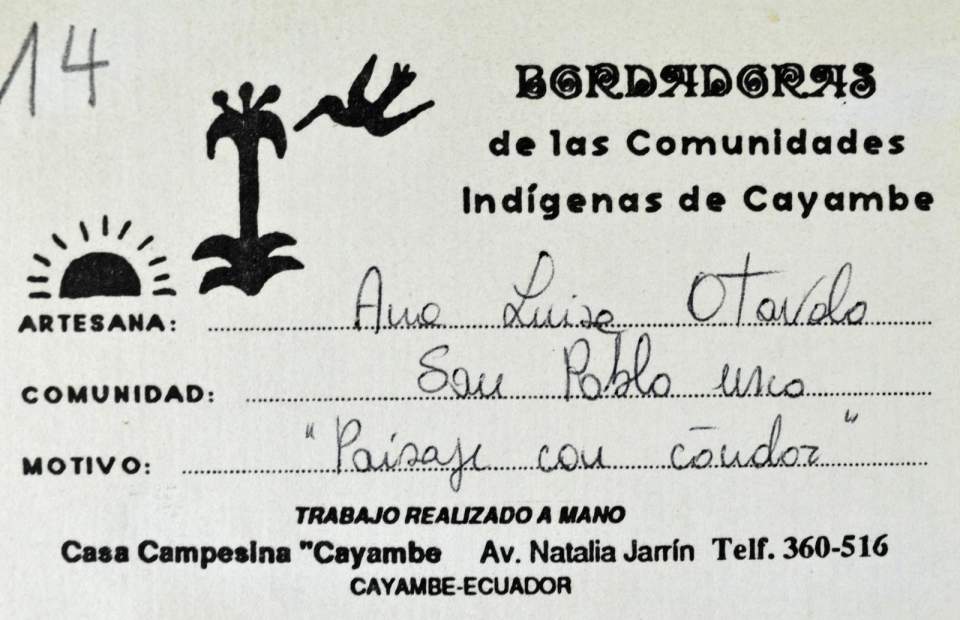 14
BORDADORAS
de las Comunidades
Indígenas de Cayambe
ARTESANA: Ana Luisa Otavalo
COMUNIDAD: San Pablo urco
MOTIVO: "Paisaje con cóndor"
TRABAJO REALIZADO A MANO
Casa Campesina "Cayambe Av. Natalia Jarrín Telf. 360-516
CAYAMBE-ECUADOR